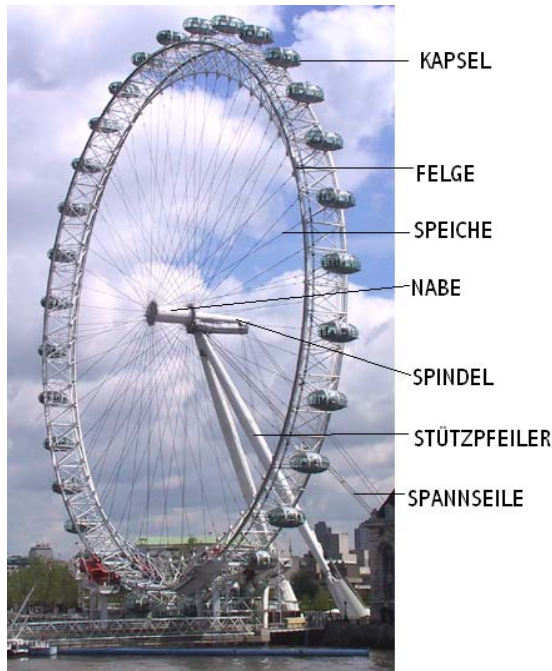 KAPSEL
FELGE
SPEICHE
NABE
SPINDEL
STÜTZPFEILER
SPANNSEILE